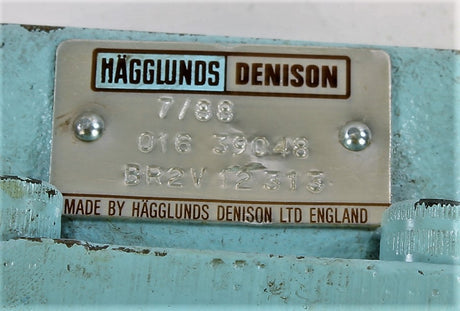 HÄGGLUNDS DENISON
7/88
016 39048
BR2V 12 313
MADE BY HÄGGLUNDS DENISON LTD ENGLAND